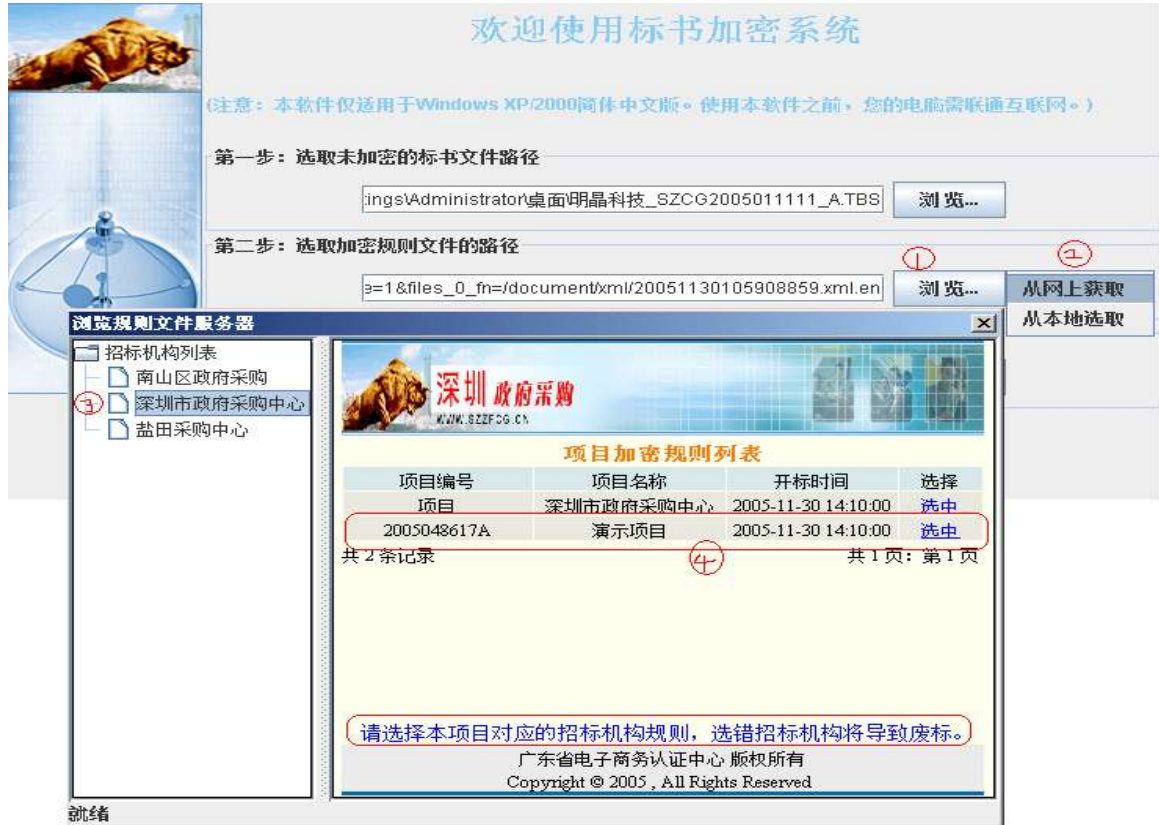 欢迎使用标书加密系统
(注意：本软件仅适用于Windows XP/2000简体中文版。使用本软件之前，您的电脑需联通互联网。)
第一步：选取未加密的标书文件路径
:ings\Administrator\桌面\明晶科技_SZCG2005011111_A.TBS 浏 览...
第二步：选取加密规则文件的路径
① ②
=1&files_0_fn=/document/xml/20051130105908859.xml.en 浏 览... 从网上获取
从本地选取
浏览规则文件服务器
招标机构列表
南山区政府采购
③ 深圳市政府采购中心
盐田采购中心
深圳 政府采购
WWW.SZZFCG.CN
项目加密规则列表
项目编号 项目名称 开标时间 选择
项目 深圳市政府采购中心 2005-11-30 14:10:00 选中
2005048617A 演示项目 2005-11-30 14:10:00 选中
共 2 条记录 ④ 共 1 页：第 1 页
请选择本项目对应的招标机构规则，选错招标机构将导致废标。
广东省电子商务认证中心 版权所有
Copyright © 2005 , All Rights Reserved
就绪